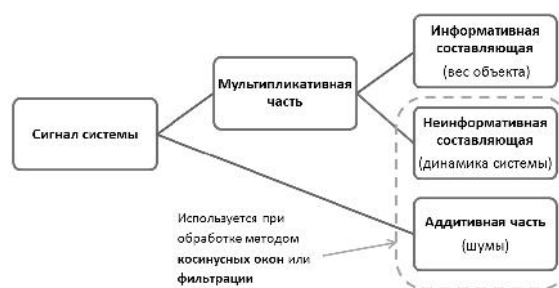 Информативная
составляющая
(вес объекта)
Мультипликативная
часть
Сигнал системы
Неинформативная
составляющая
(динамика системы)
Аддитивная часть
(шумы)
Используется при
обработке методом
косинусных окон или
фильтрации